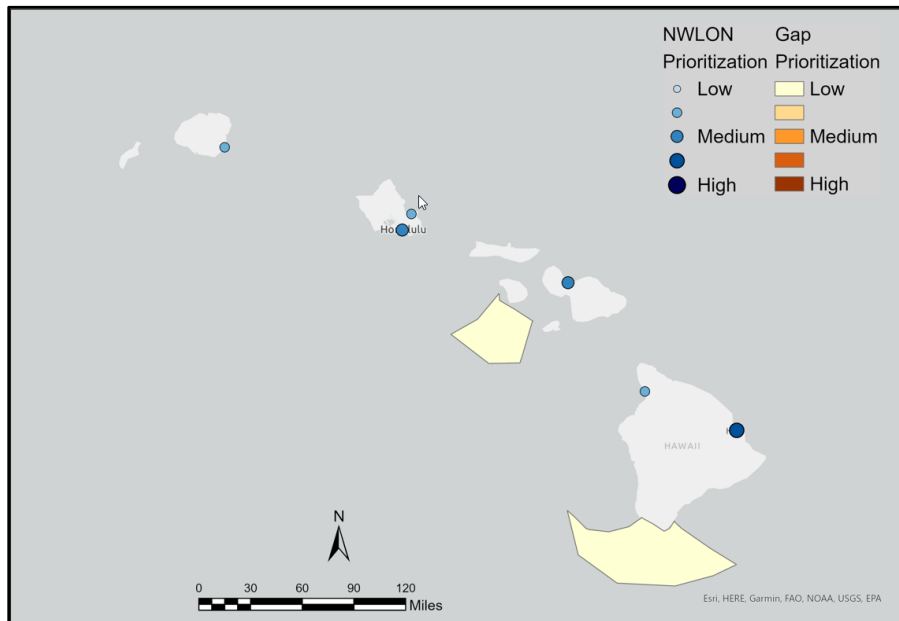 NWLON Gap
Prioritization Prioritization
Low Low
Medium Medium
High High
Honolulu
HAWAII
N
0 30 60 90 120
Miles
Esri, HERE, Garmin, FAO, NOAA, USGS, EPA